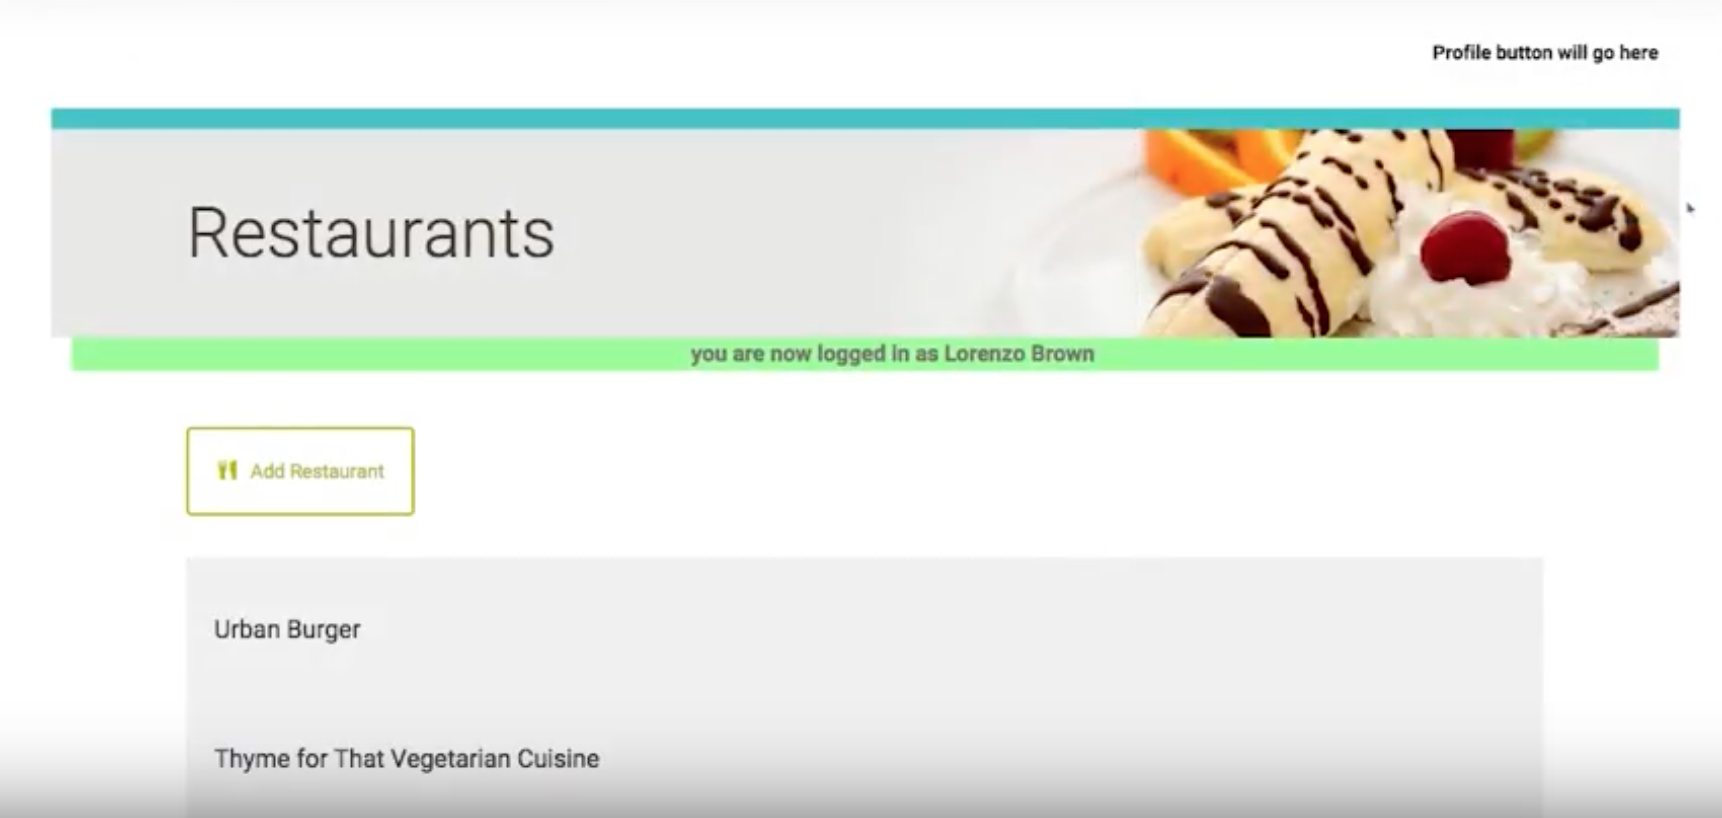 Profile button will go here
Restaurants
you are now logged in as Lorenzo Brown
Add Restaurant
Urban Burger
Thyme for That Vegetarian Cuisine